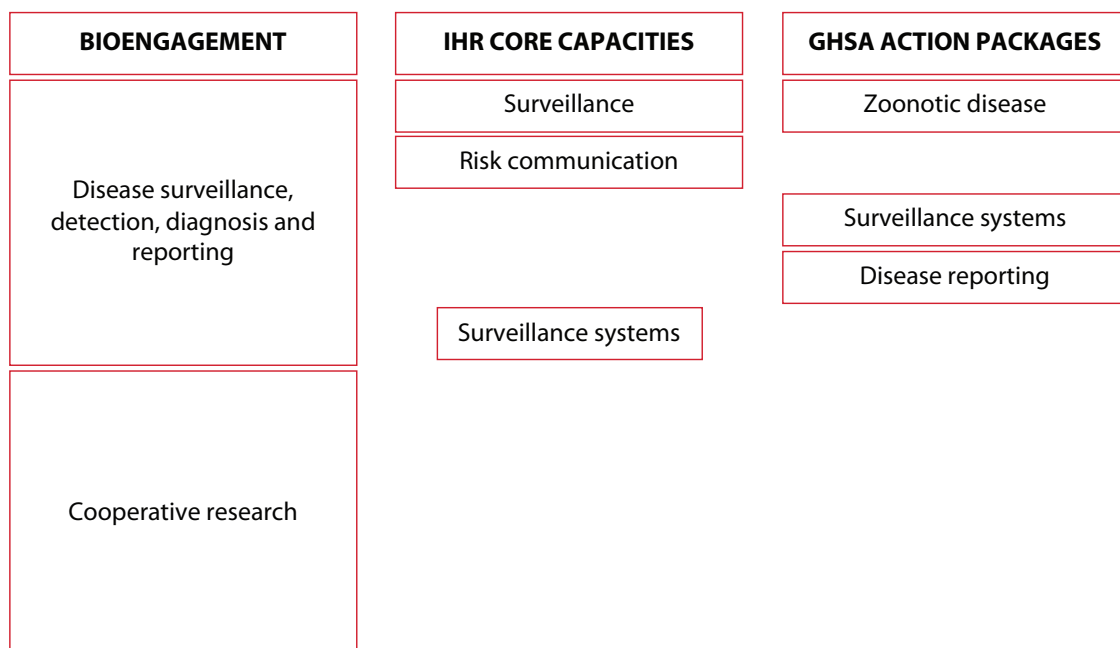 BIOENGAGEMENT
IHR CORE CAPACITIES
GHSA ACTION PACKAGES
Disease surveillance,
detection, diagnosis and
reporting
Surveillance
Risk communication
Surveillance systems
Zoonotic disease
Surveillance systems
Disease reporting
Cooperative research